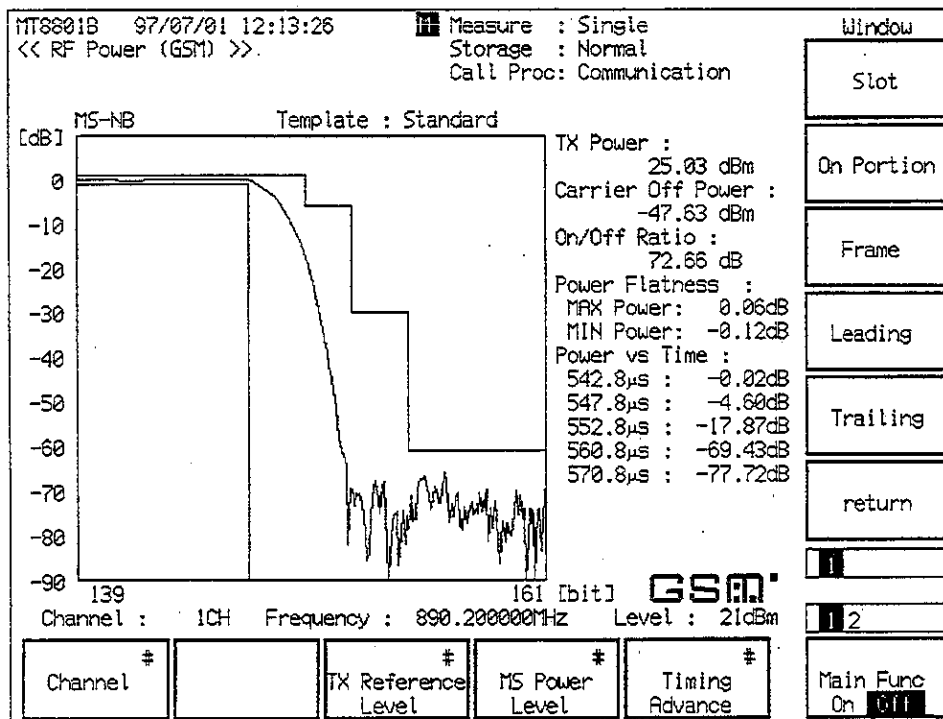 MT8801B 97/07/01 12:13:26 M Measure : Single
<< RF Power (GSM) >> Storage : Normal
Call Proc: Communication
MS-NB Template : Standard
[dB]
0
-10
-20
-30
-40
-50
-60
-70
-80
-90
139 161 [bit]
TX Power :
25.03 dBm
Carrier Off Power :
-47.63 dBm
On/Off Ratio :
72.66 dB
Power Flatness :
MAX Power: 0.06dB
MIN Power: -0.12dB
Power vs Time :
542.8µs : -0.02dB
547.8µs : -4.60dB
552.8µs : -17.87dB
560.8µs : -69.43dB
570.8µs : -77.72dB
GSM
Channel : 1CH Frequency : 890.200000MHz Level : 21dBm
Window
Slot
On Portion
Frame
Leading
Trailing
return
1
1 2
# Channel
# TX Reference Level
# MS Power Level
# Timing Advance
Main Func
On Off